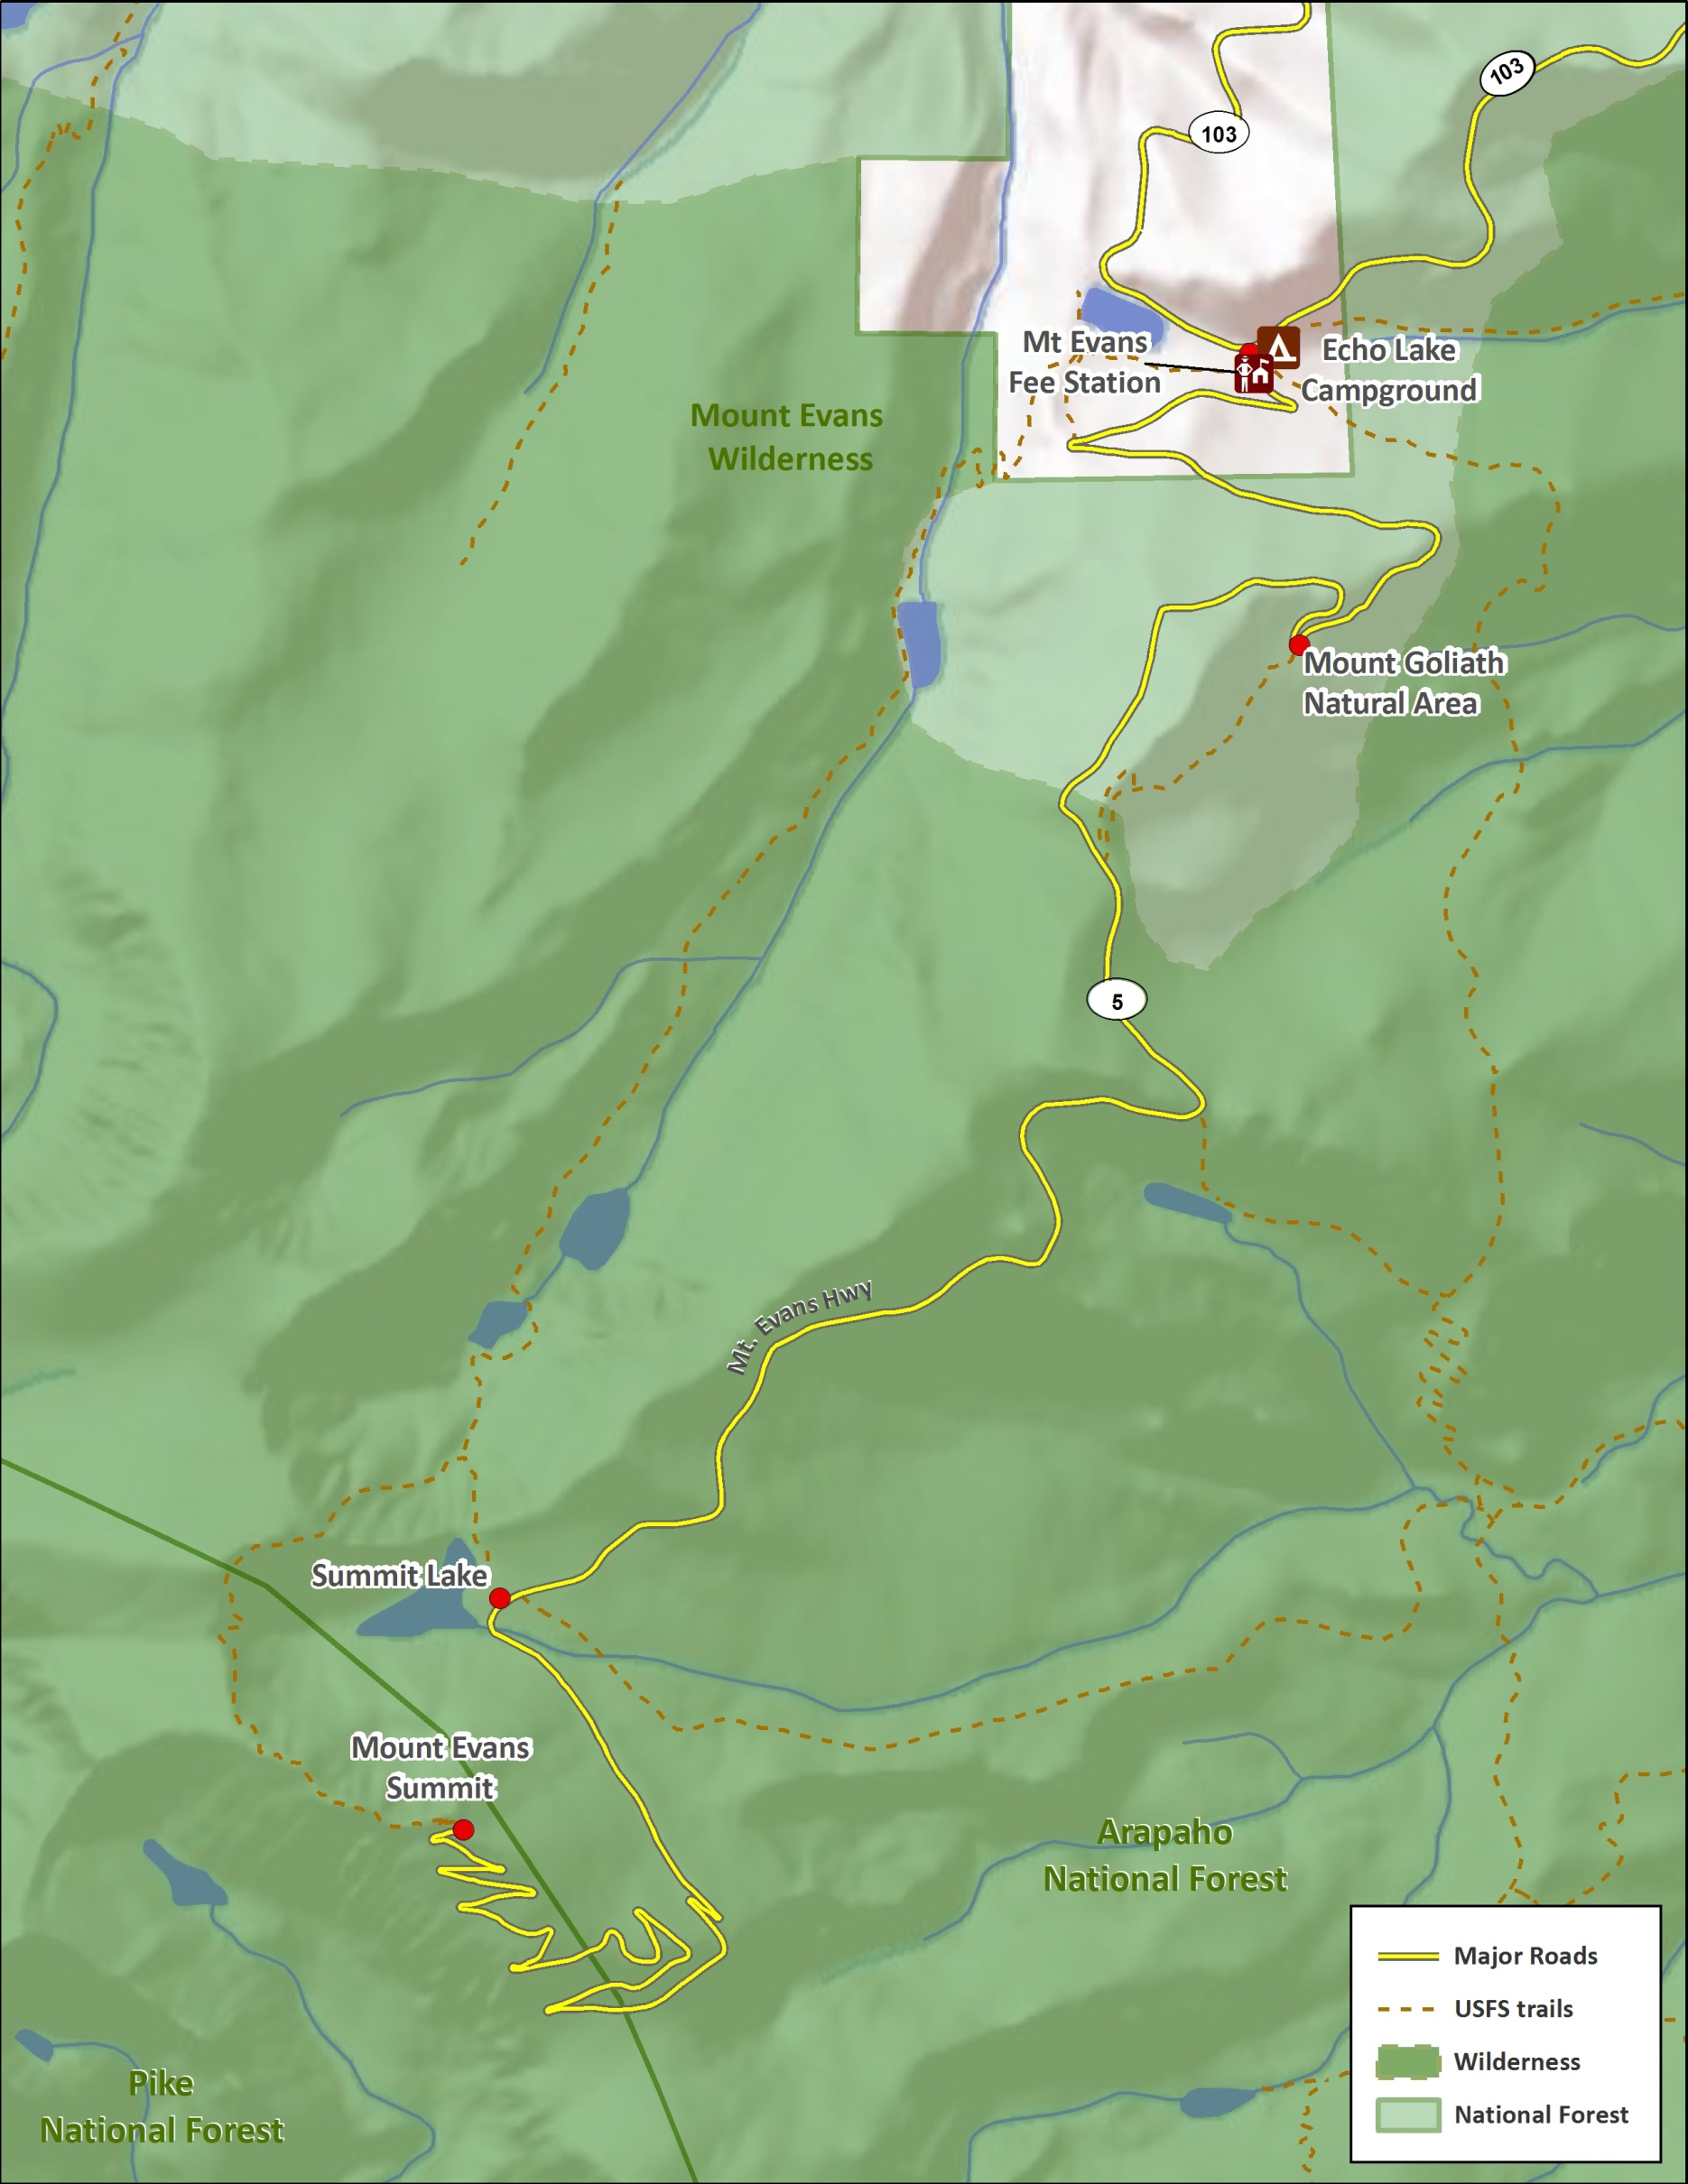 103
103
Mt Evans
Fee Station
Echo Lake
Campground
Mount Evans
Wilderness
Mount Goliath
Natural Area
5
Mt. Evans Hwy
Summit Lake
Mount Evans
Summit
Arapaho
National Forest
Pike
National Forest
Major Roads
USFS trails
Wilderness
National Forest